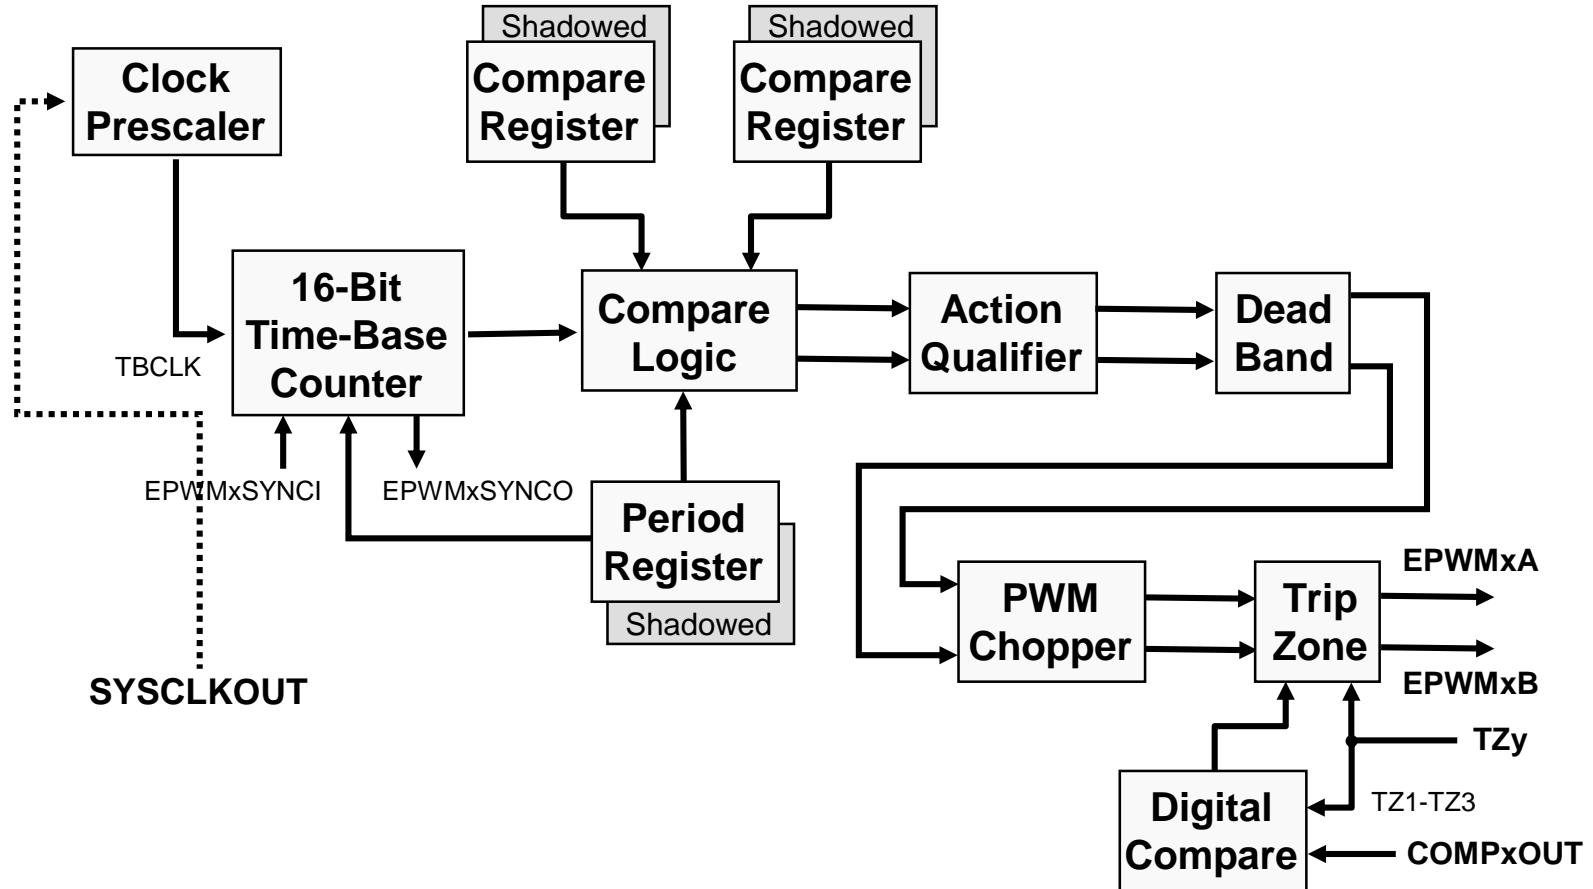 Shadowed
Compare
Register
Shadowed
Compare
Register
Clock
Prescaler
16-Bit
Time-Base
Counter
TBCLK
Compare
Logic
Action
Qualifier
Dead
Band
EPWMxSYNCI
EPWMxSYNCO
Period
Register
Shadowed
SYSCLKOUT
PWM
Chopper
Trip
Zone
EPWMxA
EPWMxB
TZy
TZ1-TZ3
Digital
Compare
COMPxOUT